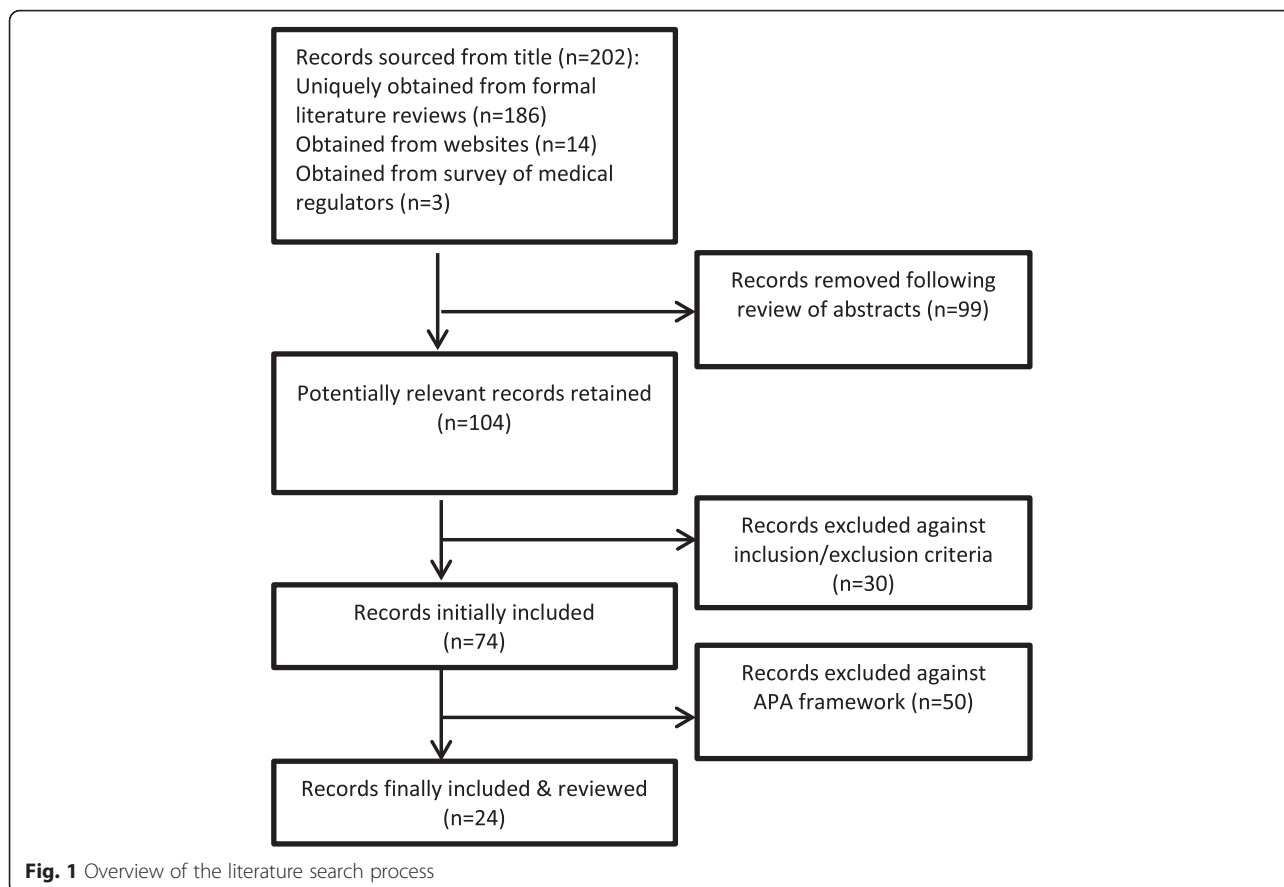 Records sourced from title (n=202):
Uniquely obtained from formal
literature reviews (n=186)
Obtained from websites (n=14)
Obtained from survey of medical
regulators (n=3)
Records removed following
review of abstracts (n=99)
Potentially relevant records retained
(n=104)
Records excluded against
inclusion/exclusion criteria
(n=30)
Records initially included
(n=74)
Records excluded against
APA framework (n=50)
Records finally included & reviewed
(n=24)
Fig. 1 Overview of the literature search process